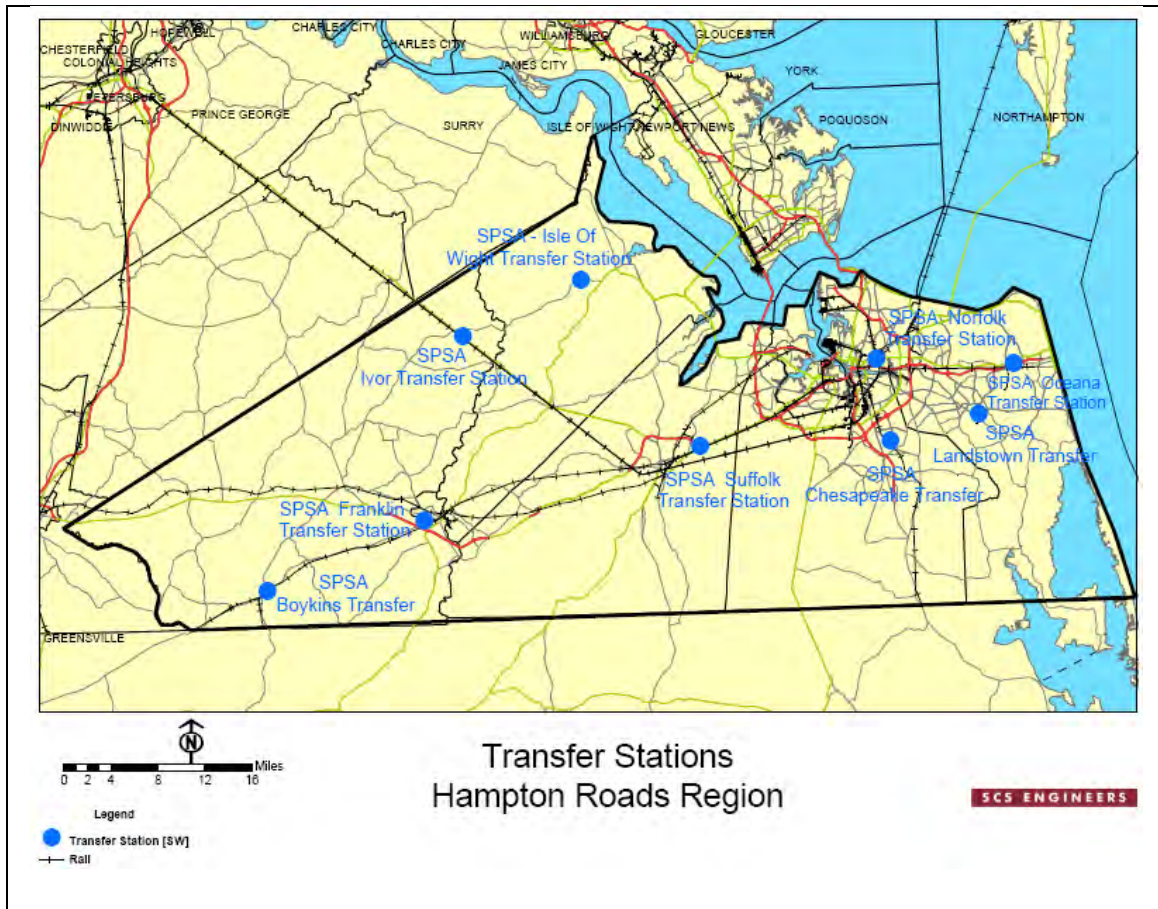 HOPEWELL
CHARLES CITY
CHARLES CITY
WILLIAMSBURG
GLOUCESTER
CHESTERFIELD
COLONIAL HEIGHTS
JAMES CITY
YORK
PETERSBURG
DINWIDDIE
PRINCE GEORGE
SURRY
ISLE OF WIGHT
NEWPORT NEWS
POQUOSON
NORTHAMPTON
SPSA - Isle Of
Wight Transfer Station
SPSA
Ivor Transfer Station
SPSA Norfolk
Transfer Station
SPSA Oceana
Transfer Station
SPSA
Landstown Transfer
SPSA
Chesapeake Transfer
SPSA Suffolk
Transfer Station
SPSA Franklin
Transfer Station
SPSA
Boykins Transfer
GREENSVILLE
N
0 2 4 8 12 16 Miles
Transfer Stations
Hampton Roads Region
SCS ENGINEERS
Legend
Transfer Station [SW]
Rail